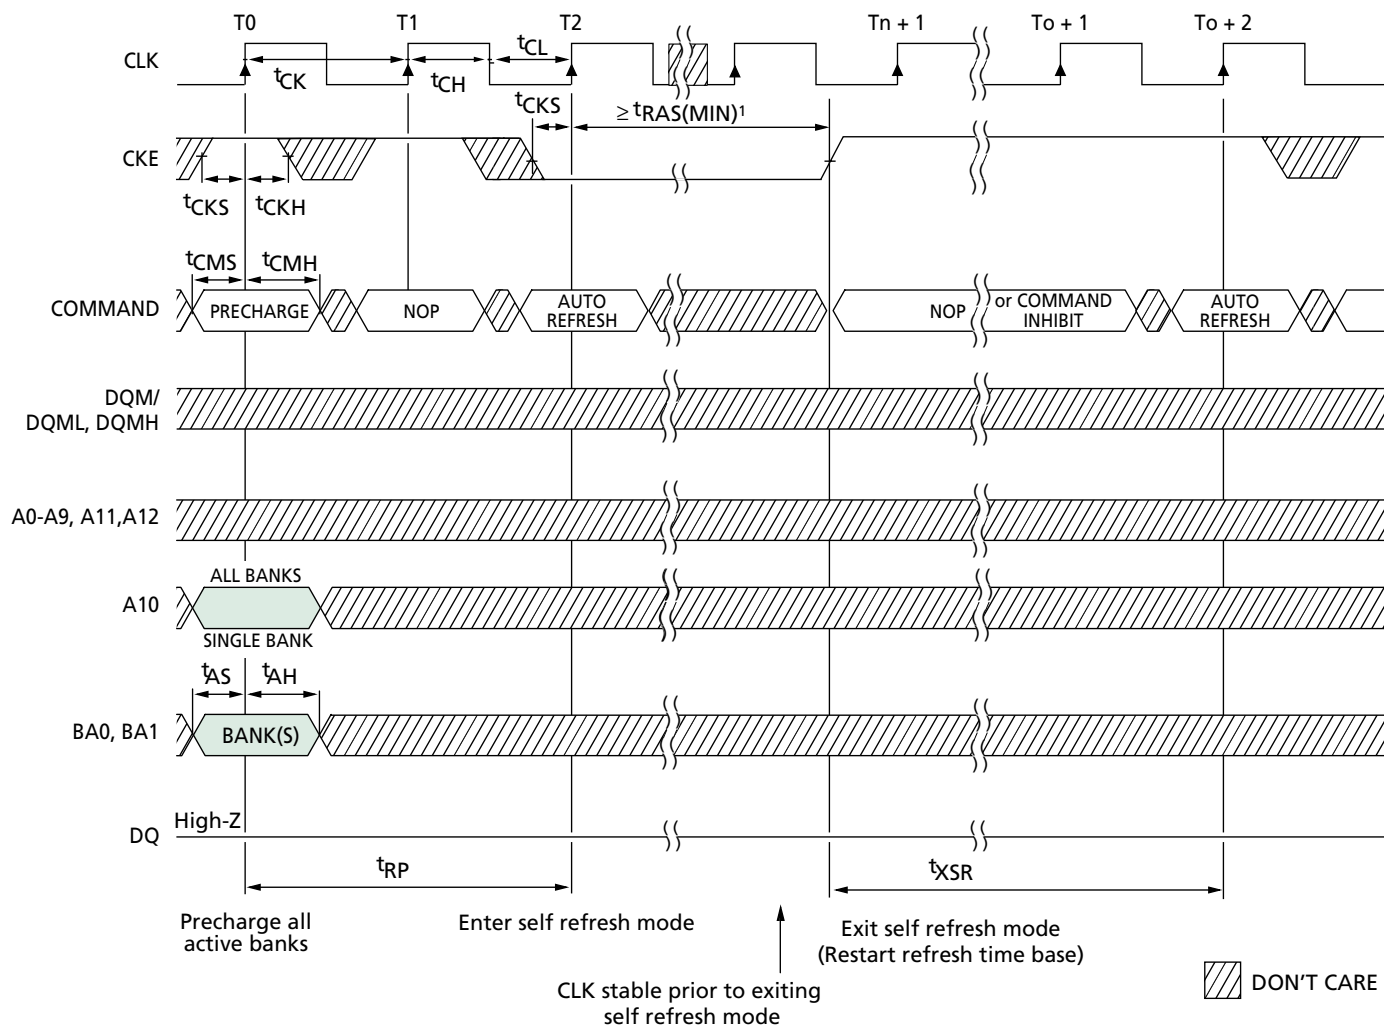 T0
T1
T2
Tn + 1
To + 1
To + 2
CLK
tCK
tCH
tCL
tCKS
≥ tRAS(MIN)1
CKE
tCKS
tCKH
tCMS
tCMH
COMMAND
PRECHARGE
NOP
AUTO
REFRESH
NOP
or COMMAND
INHIBIT
AUTO
REFRESH
DQM/
DQML, DQMH
A0-A9, A11,A12
ALL BANKS
A10
SINGLE BANK
tAS
tAH
BA0, BA1
BANK(S)
High-Z
DQ
tRP
tXSR
Precharge all
active banks
Enter self refresh mode
Exit self refresh mode
(Restart refresh time base)
CLK stable prior to exiting
self refresh mode
DON'T CARE